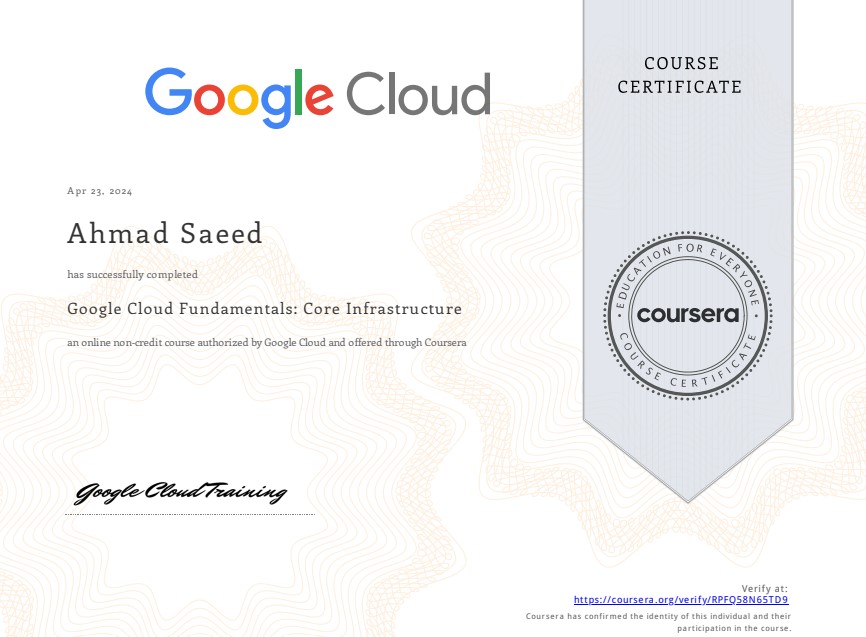 Google Cloud
COURSE
CERTIFICATE
Apr 23, 2024
Ahmad Saeed
has successfully completed
Google Cloud Fundamentals: Core Infrastructure
an online non-credit course authorized by Google Cloud and offered through Coursera
EDUCATION FOR EVERYONE
coursera
COURSE CERTIFICATE
Google Cloud Training
Verify at:
https://coursera.org/verify/RPFQ58N65TD9
Coursera has confirmed the identity of this individual and their
participation in the course.